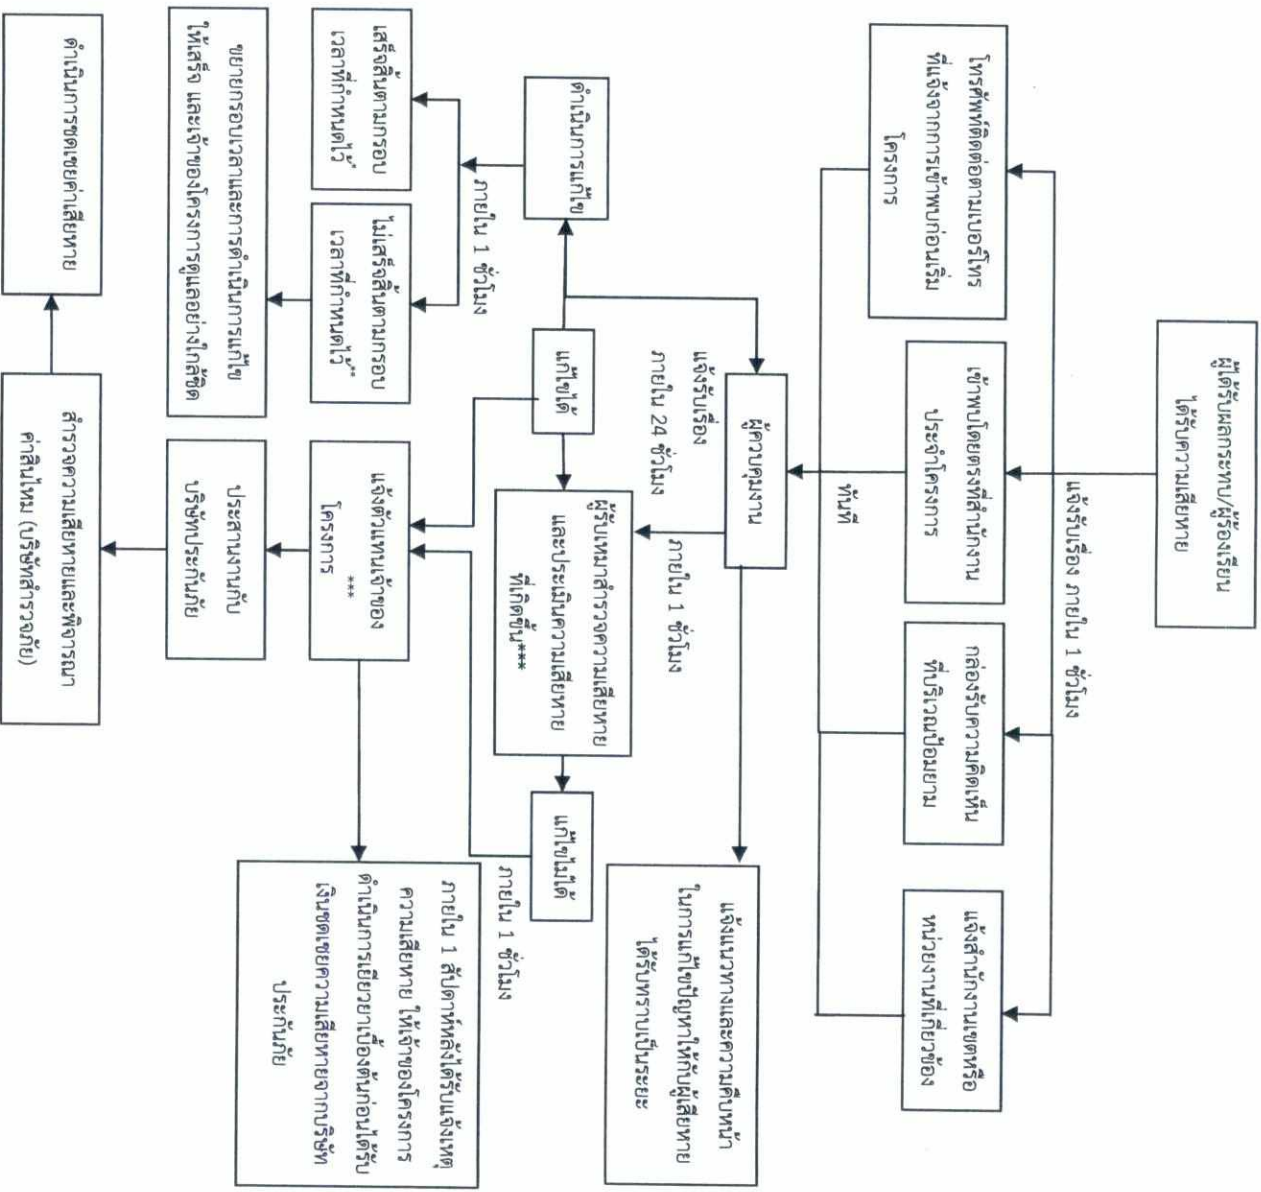 ผู้ได้รับผลกระทบ/ผู้ร้องเรียน
ได้รับความเสียหาย
แจ้งรับเรื่อง ภายใน 1 ชั่วโมง
โทรศัพท์ติดต่อตามเบอร์โทร
ที่แจ้งจากการเข้าพบก่อนเริ่ม
โครงการ
เข้าพบโดยตรงที่สำนักงาน
ประจำโครงการ
กล่องรับความคิดเห็น
ที่บริเวณป้อมยาม
แจ้งสำนักงานเขตหรือ
หน่วยงานที่เกี่ยวข้อง
ทันที
ผู้ควบคุมงาน
แจ้งรับเรื่อง
ภายใน 24 ชั่วโมง
ภายใน 1 ชั่วโมง
แจ้งแนวทางและความคืบหน้า
ในการแก้ไขปัญหาให้กับผู้เสียหาย
ได้รับทราบเป็นระยะ
ดำเนินการแก้ไข
แก้ไขได้
ผู้รับเหมาสำรวจความเสียหาย
และประเมินความเสียหาย
ที่เกิดขึ้น***
แก้ไขไม่ได้
ภายใน 1 ชั่วโมง
ภายใน 1 ชั่วโมง
เสร็จสิ้นตามกรอบ
เวลาที่กำหนดไว้*
ไม่เสร็จสิ้นตามกรอบ
เวลาที่กำหนดไว้**
แจ้งตัวแทนเจ้าของ
โครงการ***
ภายใน 1 สัปดาห์หลังได้รับแจ้งเหตุ
ความเสียหาย ให้เจ้าของโครงการ
ดำเนินการเยียวยาเบื้องต้นก่อนได้รับ
เงินชดเชยความเสียหายจากบริษัท
ประกันภัย
ขยายกรอบเวลาและการดำเนินการแก้ไข
ให้เสร็จ และเจ้าของโครงการดูแลอย่างใกล้ชิด
ประสานงานกับ
บริษัทประกันภัย
ดำเนินการชดเชยค่าเสียหาย
สำรวจความเสียหายและพิจารณา
ค่าสินไหม (บริษัทสำรวจภัย)